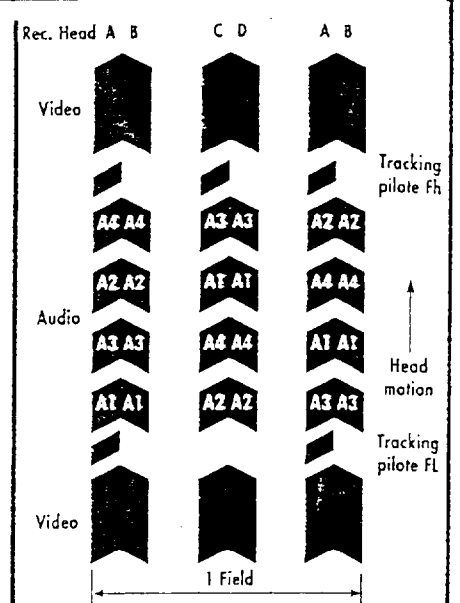 Rec. Head A B C D A B
Video
Tracking
pilote Fh
A4 A4 A3 A3 A2 A2
A2 A2 A1 A1 A4 A4
Audio
A3 A3 A4 A4 A1 A1
Head
motion
A1 A1 A2 A2 A3 A3
Tracking
pilote FL
Video
1 Field